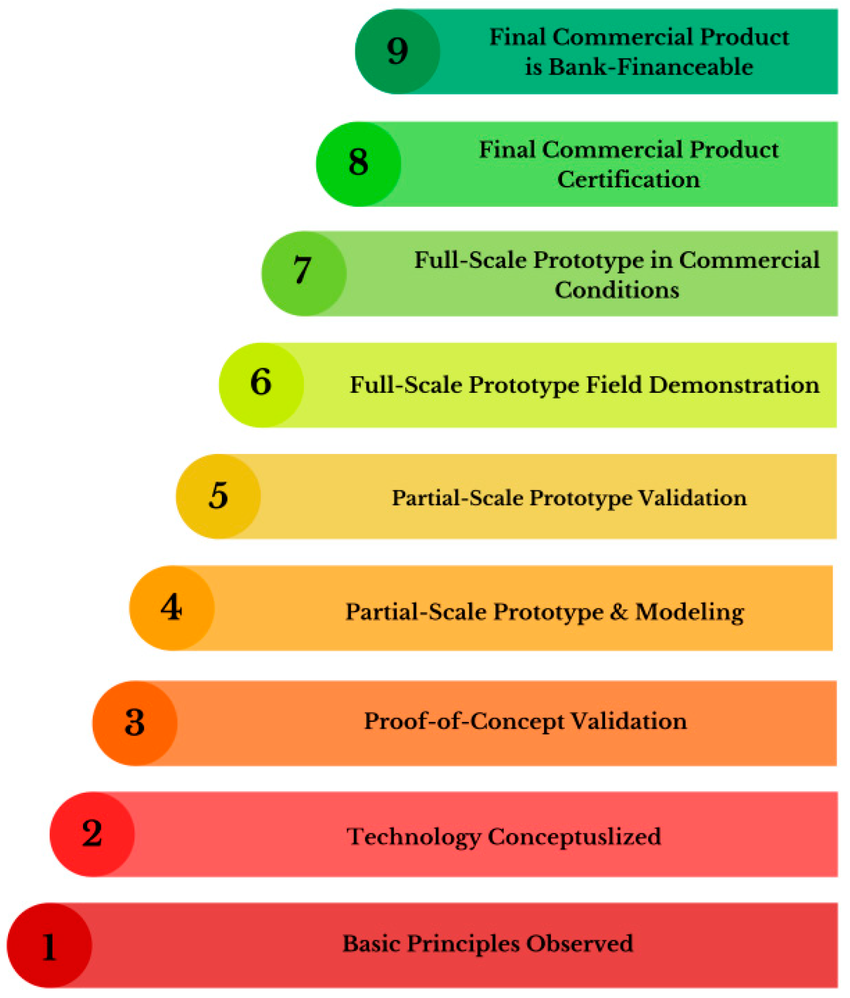 9
Final Commercial Product
is Bank-Financeable
8
Final Commercial Product
Certification
7
Full-Scale Prototype in Commercial
Conditions
6
Full-Scale Prototype Field Demonstration
5
Partial-Scale Prototype Validation
4
Partial-Scale Prototype & Modeling
3
Proof-of-Concept Validation
2
Technology Conceptuslized
1
Basic Principles Observed